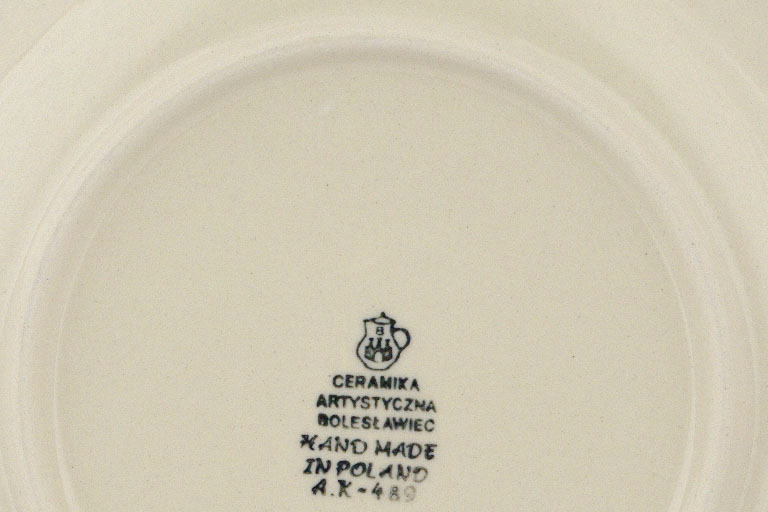 B
CERAMIKA
ARTYSTYCZNA
BOLESŁAWIEC
HAND MADE
IN POLAND
A.K-489